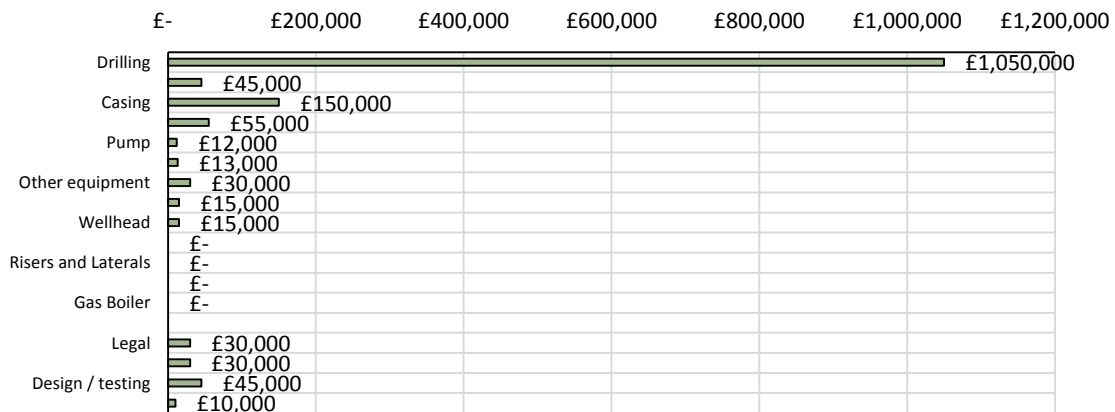 £- £200,000 £400,000 £600,000 £800,000 £1,000,000 £1,200,000
Drilling £1,050,000
£45,000
Casing £150,000
£55,000
Pump £12,000
£13,000
Other equipment £30,000
£15,000
Wellhead £15,000
£-
Risers and Laterals £-
£-
Gas Boiler £-
Legal £30,000
£30,000
Design / testing £45,000
£10,000